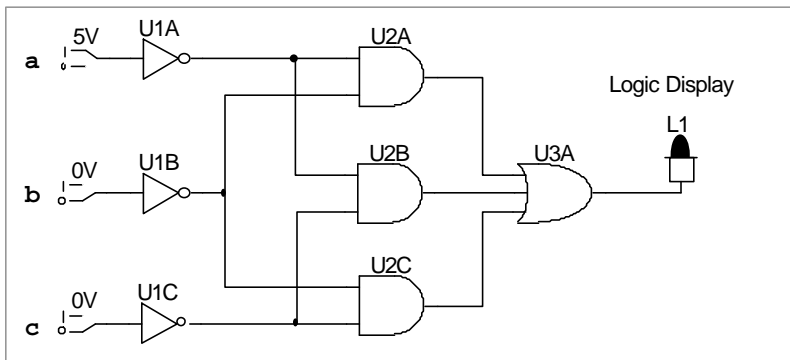 5V
U1A
U2A
a
Logic Display
L1
0V
U1B
U2B
U3A
b
0V
U1C
U2C
c